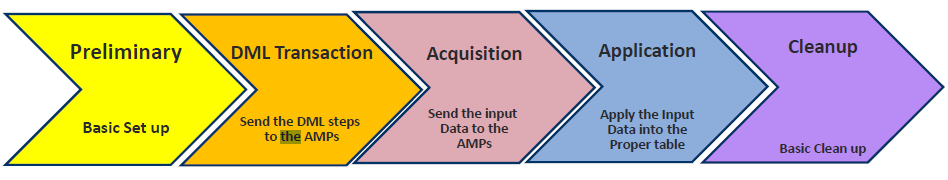 Preliminary
Basic Set up
DML Transaction
Send the DML steps
to the AMPs
Acquisition
Send the input
Data to the
AMPs
Application
Apply the Input
Data into the
Proper table
Cleanup
Basic Clean up